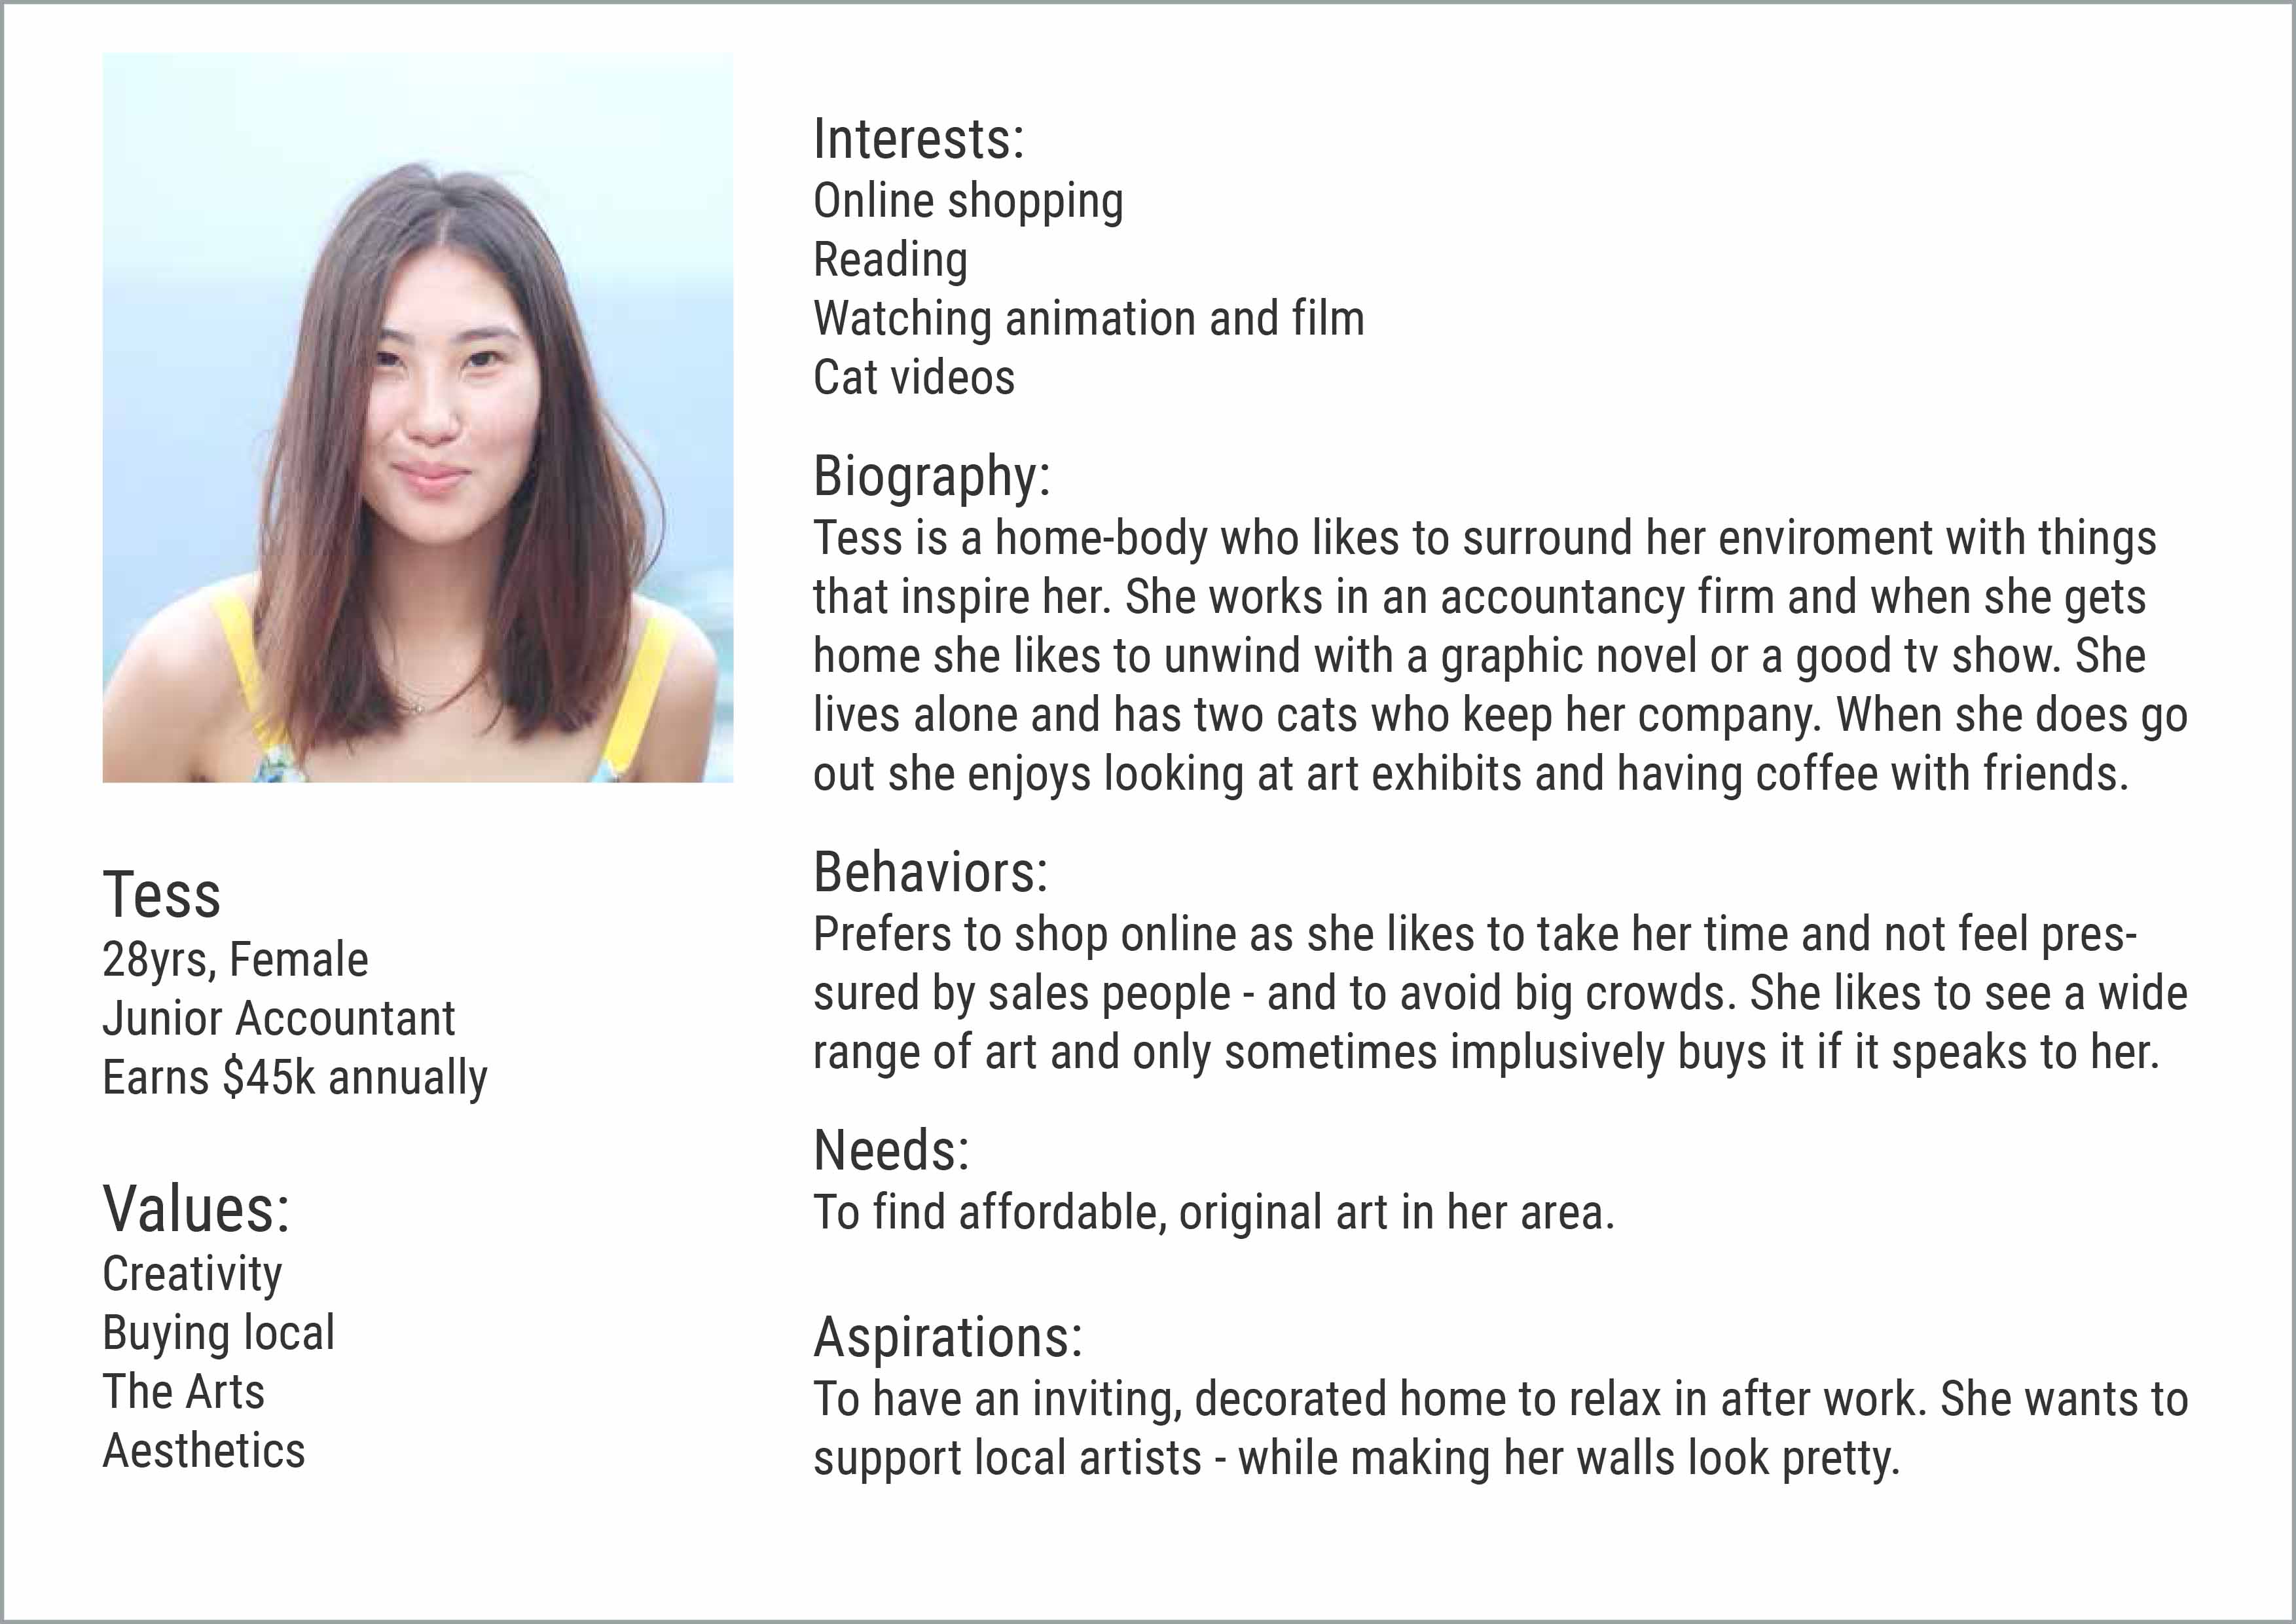 Tess
28yrs, Female
Junior Accountant
Earns $45k annually
Values:
Creativity
Buying local
The Arts
Aesthetics
Interests:
Online shopping
Reading
Watching animation and film
Cat videos
Biography:
Tess is a home-body who likes to surround her enviroment with things
that inspire her. She works in an accountancy firm and when she gets
home she likes to unwind with a graphic novel or a good tv show. She
lives alone and has two cats who keep her company. When she does go
out she enjoys looking at art exhibits and having coffee with friends.
Behaviors:
Prefers to shop online as she likes to take her time and not feel pres-
sured by sales people - and to avoid big crowds. She likes to see a wide
range of art and only sometimes implusively buys it if it speaks to her.
Needs:
To find affordable, original art in her area.
Aspirations:
To have an inviting, decorated home to relax in after work. She wants to
support local artists - while making her walls look pretty.